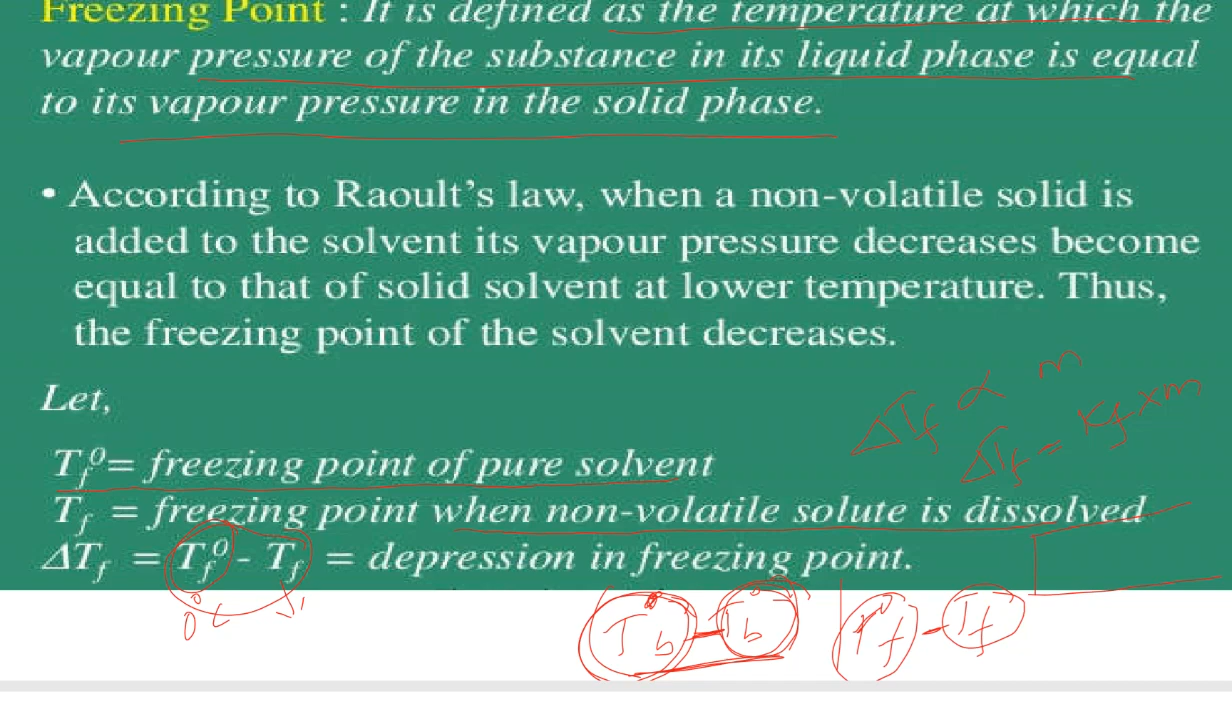 Freezing Point : It is defined as the temperature at which the
vapour pressure of the substance in its liquid phase is equal
to its vapour pressure in the solid phase.
• According to Raoult's law, when a non-volatile solid is
added to the solvent its vapour pressure decreases become
equal to that of solid solvent at lower temperature. Thus,
the freezing point of the solvent decreases.
ΔTf α m
Let,
ΔTf = Kf × m
Tf⁰ = freezing point of pure solvent
Tf = freezing point when non-volatile solute is dissolved
ΔTf = Tf⁰ - Tf = depression in freezing point.
Tb - Tb⁰ Tf⁰ - Tf